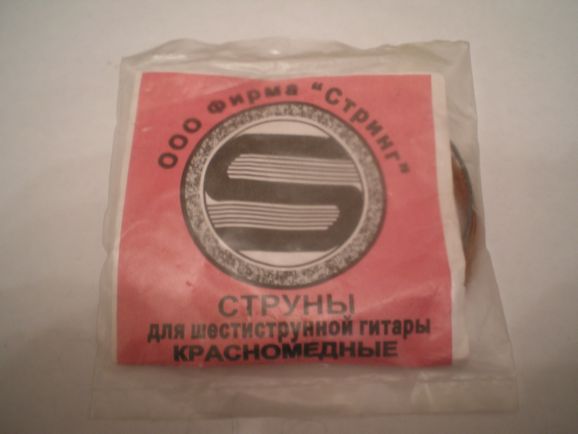 ООО Фирма "Стринг"
СТРУНЫ
для шестиструнной гитары
КРАСНОМЕДНЫЕ